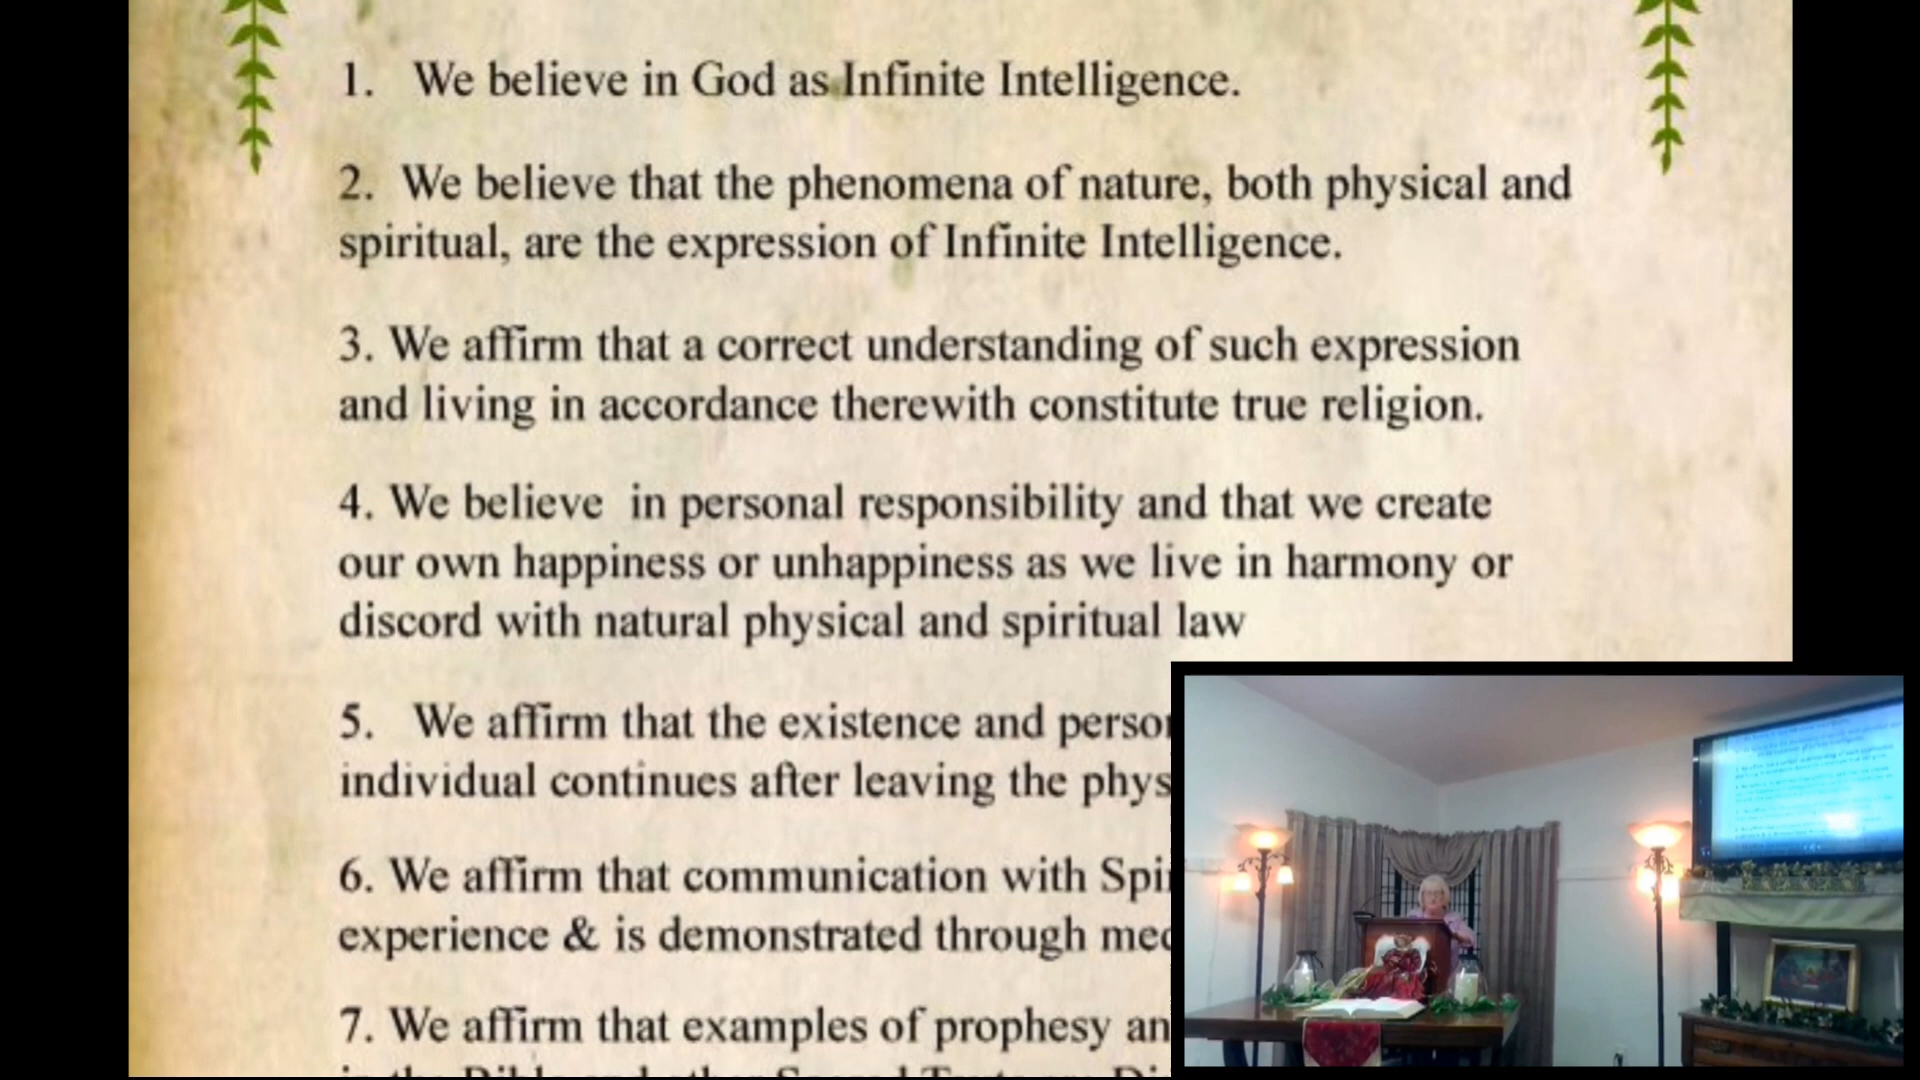 1. We believe in God as Infinite Intelligence.
2. We believe that the phenomena of nature, both physical and
spiritual, are the expression of Infinite Intelligence.
3. We affirm that a correct understanding of such expression
and living in accordance therewith constitute true religion.
4. We believe in personal responsibility and that we create
our own happiness or unhappiness as we live in harmony or
discord with natural physical and spiritual law
5. We affirm that the existence and
individual continues after leaving the
6. We affirm that communication with
experience & is demonstrated through
7. We affirm that examples of prophesy